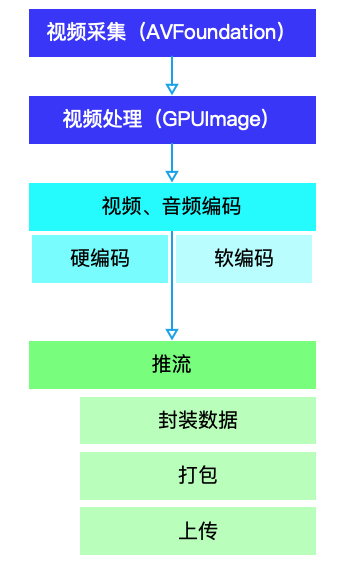 视频采集（AVFoundation）
视频处理（GPUImage）
视频、音频编码
硬编码
软编码
推流
封装数据
打包
上传